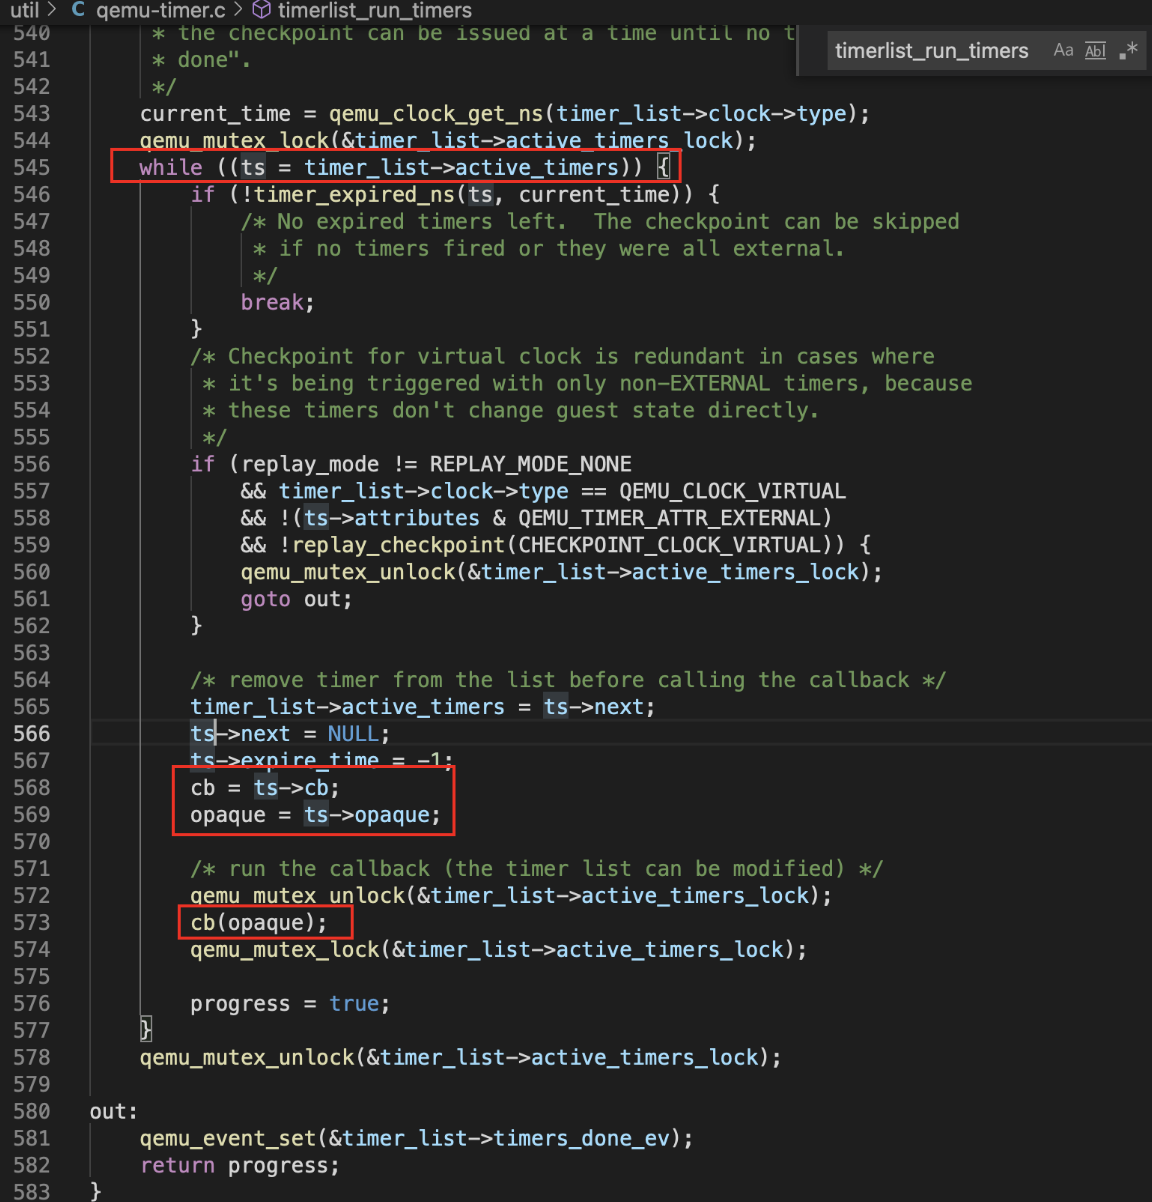 util > C qemu-timer.c > timerlist_run_timers
timerlist_run_timers Aa Abl .*
540 * the checkpoint can be issued at a time until no t
541 * done".
542 */
543 current_time = qemu_clock_get_ns(timer_list->clock->type);
544 qemu_mutex_lock(&timer_list->active_timers_lock);
545 while ((ts = timer_list->active_timers)) {
546 if (!timer_expired_ns(ts, current_time)) {
547 /* No expired timers left.  The checkpoint can be skipped
548 * if no timers fired or they were all external.
549 */
550 break;
551 }
552 /* Checkpoint for virtual clock is redundant in cases where
553 * it's being triggered with only non-EXTERNAL timers, because
554 * these timers don't change guest state directly.
555 */
556 if (replay_mode != REPLAY_MODE_NONE
557 && timer_list->clock->type == QEMU_CLOCK_VIRTUAL
558 && !(ts->attributes & QEMU_TIMER_ATTR_EXTERNAL)
559 && !replay_checkpoint(CHECKPOINT_CLOCK_VIRTUAL)) {
560 qemu_mutex_unlock(&timer_list->active_timers_lock);
561 goto out;
562 }
563
564 /* remove timer from the list before calling the callback */
565 timer_list->active_timers = ts->next;
566 ts->next = NULL;
567 ts->expire_time = -1;
568 cb = ts->cb;
569 opaque = ts->opaque;
570
571 /* run the callback (the timer list can be modified) */
572 qemu_mutex_unlock(&timer_list->active_timers_lock);
573 cb(opaque);
574 qemu_mutex_lock(&timer_list->active_timers_lock);
575
576 progress = true;
577 }
578 qemu_mutex_unlock(&timer_list->active_timers_lock);
579
580 out:
581 qemu_event_set(&timer_list->timers_done_ev);
582 return progress;
583 }